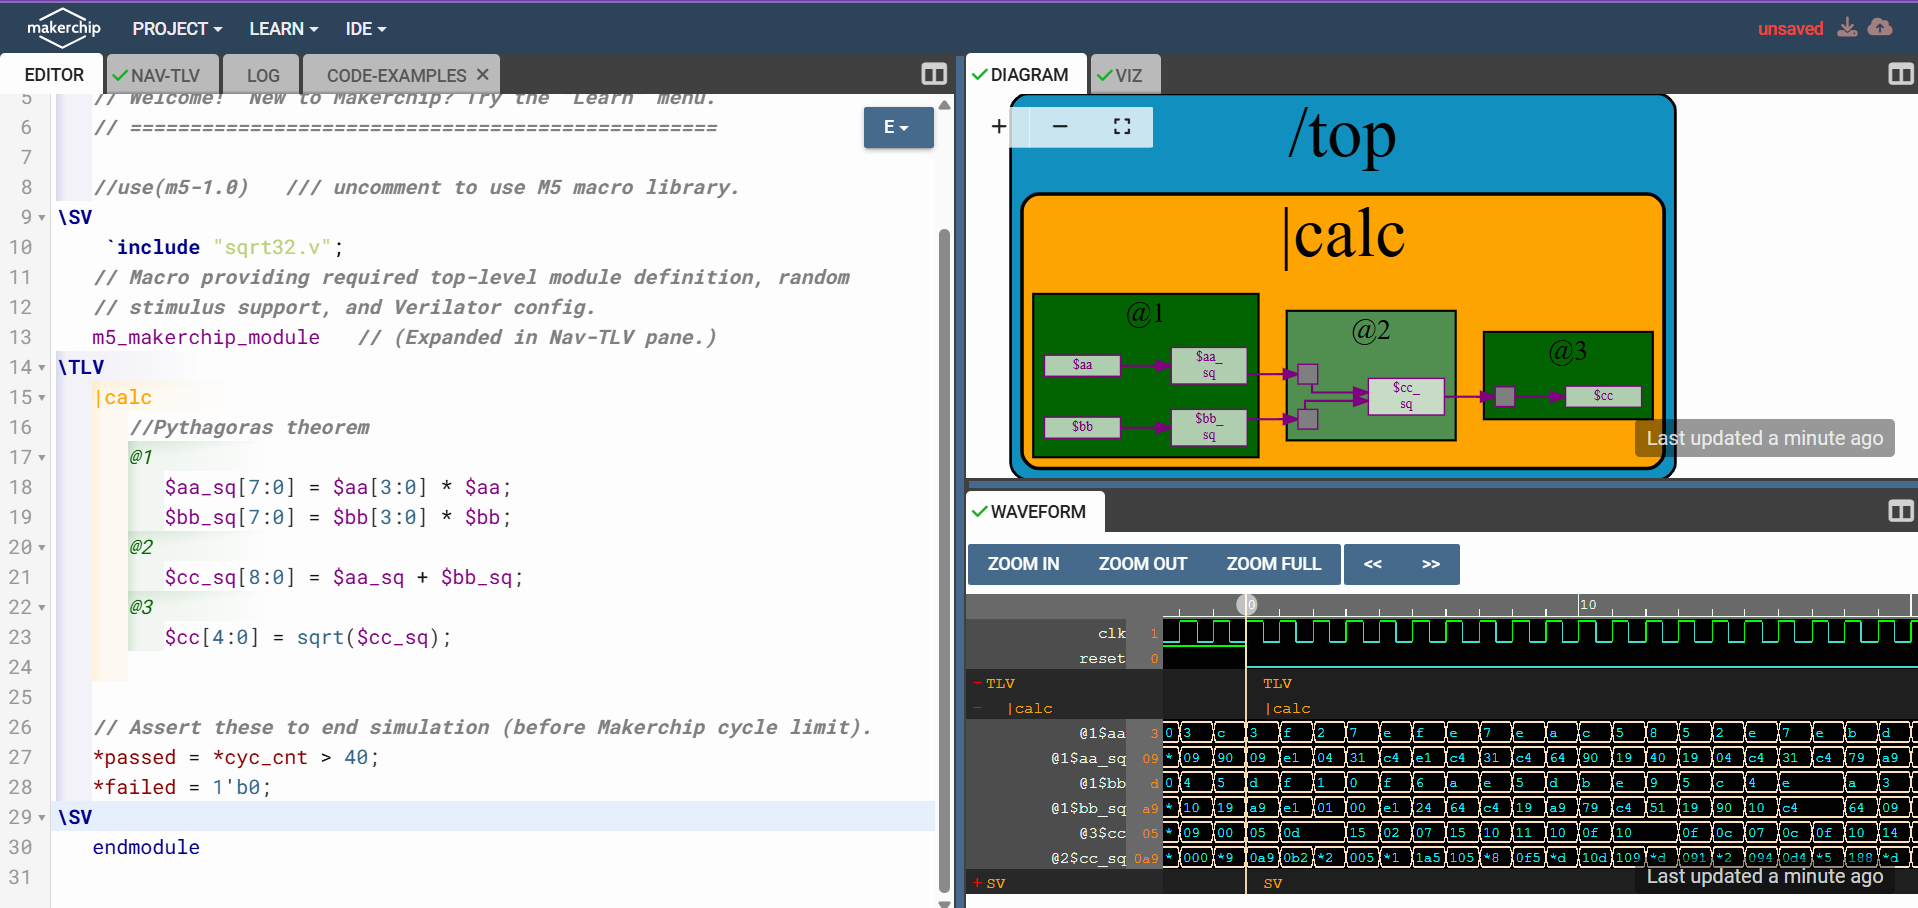 makerchip PROJECT LEARN IDE unsaved
EDITOR NAV-TLV LOG CODE-EXAMPLES
5 // Welcome! New to Makerchip? Try the "Learn" menu.
6 // =================================================
E
7
8 //use(m5-1.0) /// uncomment to use M5 macro library.
9 \SV
10 `include "sqrt32.v";
11 // Macro providing required top-level module definition, random
12 // stimulus support, and Verilator config.
13 m5_makerchip_module // (Expanded in Nav-TLV pane.)
14 \TLV
15 |calc
16 //Pythagoras theorem
17 @1
18 $aa_sq[7:0] = $aa[3:0] * $aa;
19 $bb_sq[7:0] = $bb[3:0] * $bb;
20 @2
21 $cc_sq[8:0] = $aa_sq + $bb_sq;
22 @3
23 $cc[4:0] = sqrt($cc_sq);
24
25
26 // Assert these to end simulation (before Makerchip cycle limit).
27 *passed = *cyc_cnt > 40;
28 *failed = 1'b0;
29 \SV
30 endmodule
31
DIAGRAM VIZ
+ −
/top
|calc
@1
$aa
$aa_
sq
$bb
$bb_
sq
@2
$cc_
sq
@3
$cc
Last updated a minute ago
WAVEFORM
ZOOM IN ZOOM OUT ZOOM FULL << >>
0 10
clk 1
reset 0
− TLV TLV
− |calc |calc
@1$aa 3 0 3 c 3 f 2 7 e f e 7 e a c 5 8 5 2 e 7 e b d
@1$aa_sq 09 * 09 90 09 e1 04 31 c4 e1 c4 31 c4 64 90 19 40 19 04 c4 31 c4 79 a9
@1$bb d 0 4 5 d f 1 0 f 6 a e 5 d b e 9 5 c 4 e a 3
@1$bb_sq a9 * 10 19 a9 e1 01 00 e1 24 64 c4 19 a9 79 c4 51 19 90 10 c4 64 09
@3$cc 05 * 09 00 05 0d 15 02 07 15 10 11 10 0f 10 0f 0c 07 0c 0f 10 14
@2$cc_sq 0a9 * 000 *9 0a9 0b2 *2 005 *1 1a5 105 *8 0f5 *d 10d 109 *d 091 *2 094 0d4 *5 188 *d
+ SV SV
Last updated a minute ago